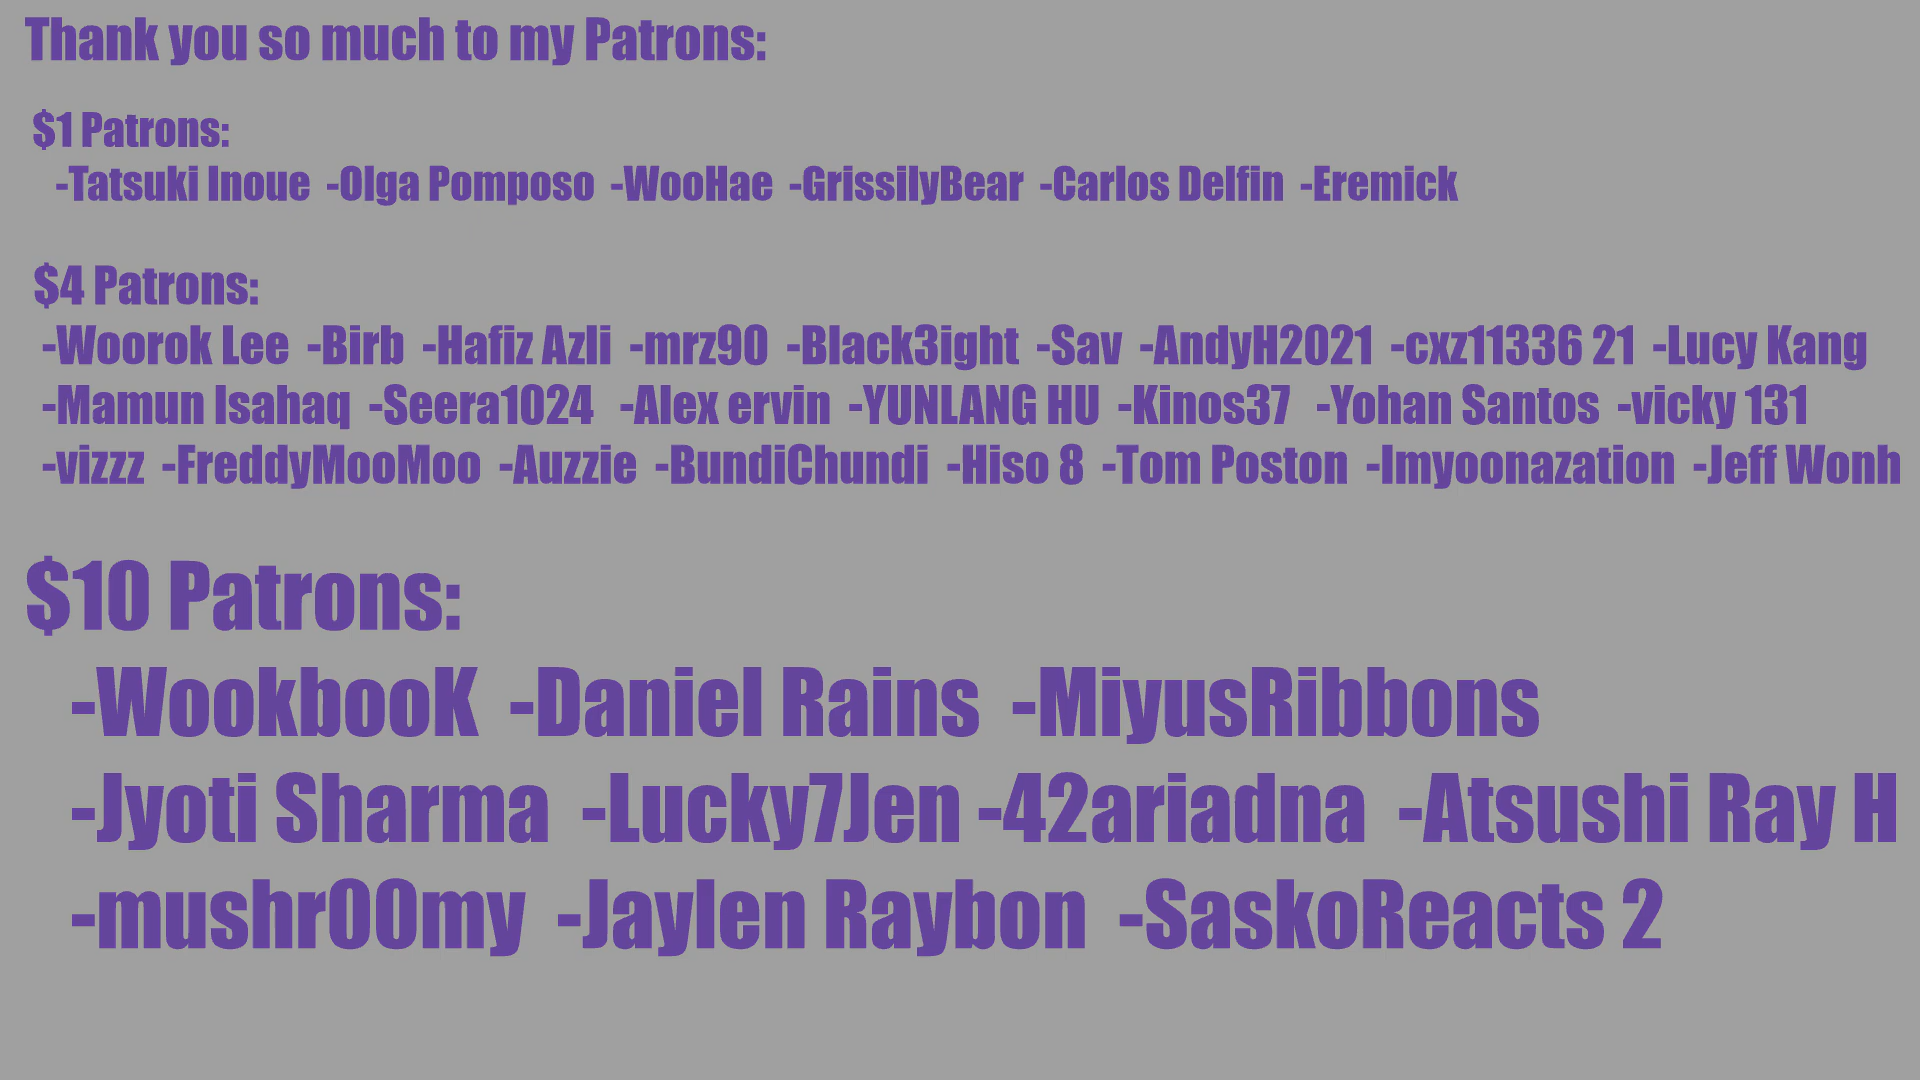 Thank you so much to my Patrons:
$1 Patrons:
-Tatsuki Inoue -Olga Pomposo -WooHae -GrissilyBear -Carlos Delfin -Eremick
$4 Patrons:
-Woorok Lee -Birb -Hafiz Azli -mrz90 -Black3ight -Sav -AndyH2021 -cxz11336 21 -Lucy Kang
-Mamun Isahaq -Seera1024 -Alex ervin -YUNLANG HU -Kinos37 -Yohan Santos -vicky 131
-vizzz -FreddyMooMoo -Auzzie -BundiChundi -Hiso 8 -Tom Poston -Imyoonazation -Jeff Wonh
$10 Patrons:
-WookbooK -Daniel Rains -MiyusRibbons
-Jyoti Sharma -Lucky7Jen -42ariadna -Atsushi Ray H
-mushr00my -Jaylen Raybon -SaskoReacts 2